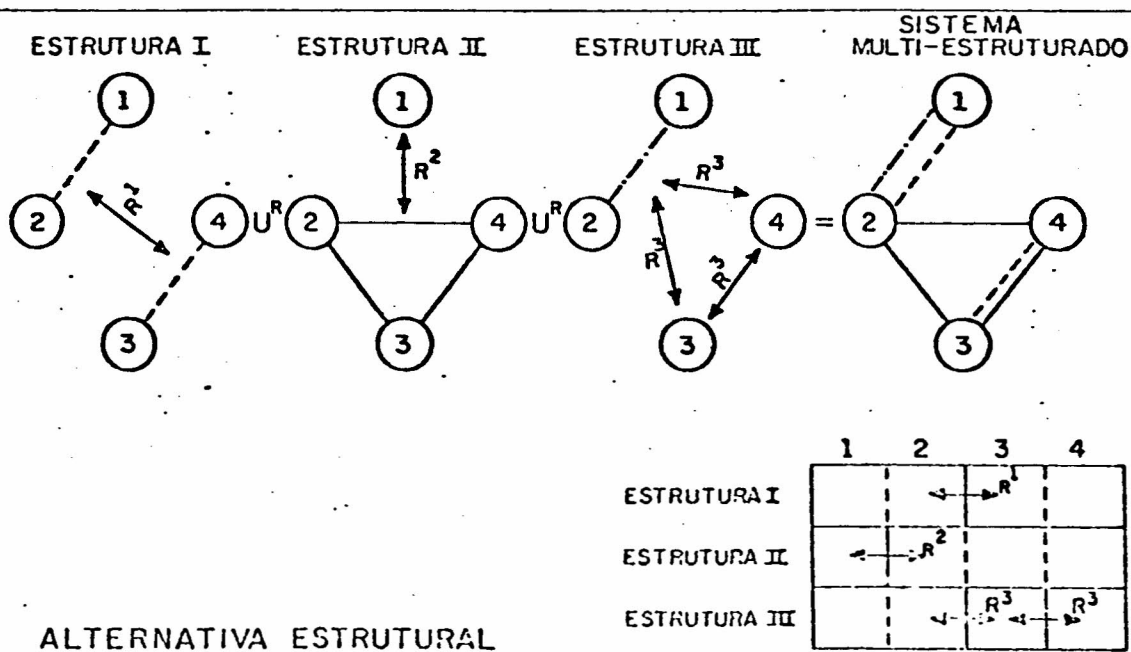 ESTRUTURA I ESTRUTURA II ESTRUTURA III SISTEMA
MULTI-ESTRUTURADO
1 1 1 1
R² R³
2 R¹ 4 Uᴿ 2 4 Uᴿ 2 4 = 2 4
R³ R³
3 3 3 3
1 2 3 4
ESTRUTURA I R¹
ESTRUTURA II R²
ESTRUTURA III R³ R³
ALTERNATIVA ESTRUTURAL